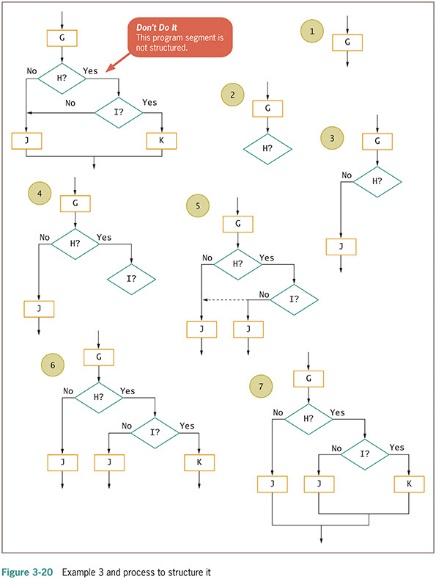 G
Don't Do It
This program segment is
not structured.
No H? Yes
No I? Yes
J K
1
G
2
G
H?
3
G
No H?
J
4
G
No H? Yes
I?
J
5
G
No H? Yes
No I?
J J
6
G
No H? Yes
No I? Yes
J J K
7
G
No H? Yes
No I? Yes
J J K
Figure 3-20 Example 3 and process to structure it